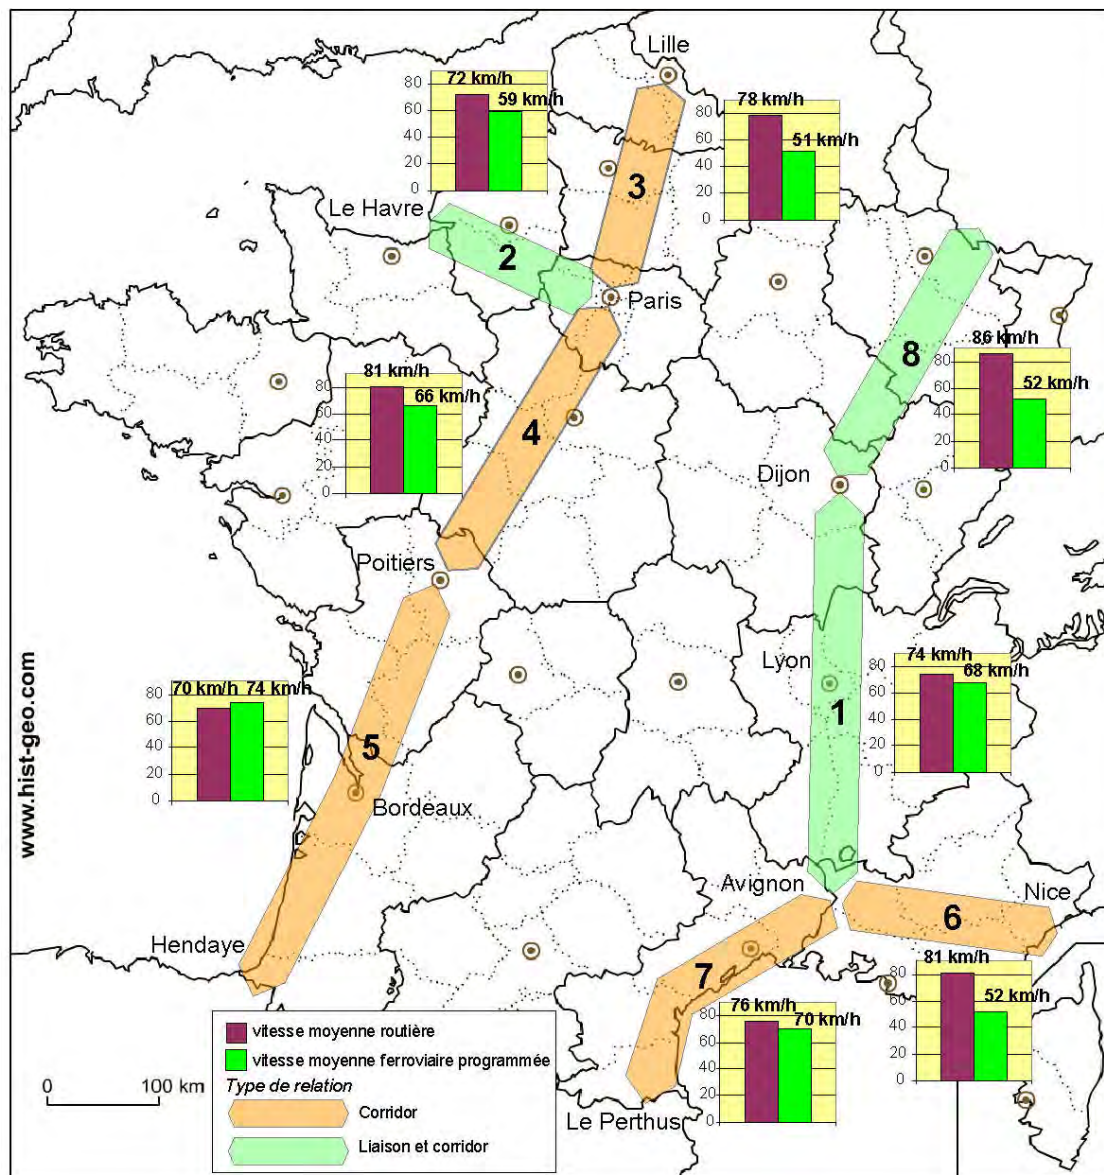 Lille
72 km/h
59 km/h
80
60
40
20
0
78 km/h
51 km/h
80
60
40
20
0
3
Le Havre
2
Paris
8
86 km/h
52 km/h
80
60
40
20
0
81 km/h
66 km/h
80
60
40
20
0
4
Dijon
Poitiers
www.hist-geo.com
Lyon
1
74 km/h
68 km/h
80
60
40
20
0
70 km/h
74 km/h
80
60
40
20
0
5
Bordeaux
Avignon
Nice
6
Hendaye
7
81 km/h
52 km/h
80
60
40
20
0
76 km/h
70 km/h
80
60
40
20
0
Le Perthus
vitesse moyenne routière
vitesse moyenne ferroviaire programmée
Type de relation
Corridor
Liaison et corridor
0 100 km